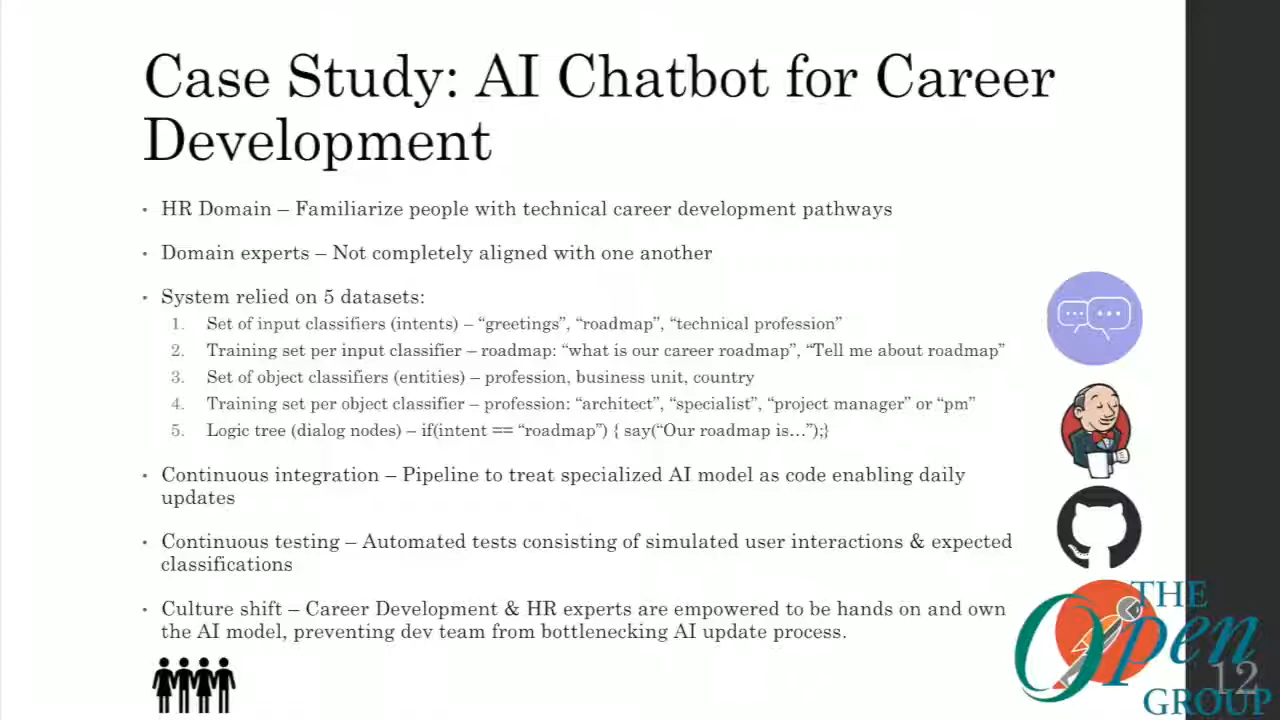 Case Study: AI Chatbot for Career
Development
• HR Domain – Familiarize people with technical career development pathways
• Domain experts – Not completely aligned with one another
• System relied on 5 datasets:
1. Set of input classifiers (intents) – “greetings”, “roadmap”, “technical profession”
2. Training set per input classifier – roadmap: “what is our career roadmap”, “Tell me about roadmap”
3. Set of object classifiers (entities) – profession, business unit, country
4. Training set per object classifier – profession: “architect”, “specialist”, “project manager” or “pm”
5. Logic tree (dialog nodes) – if(intent == “roadmap”) { say(“Our roadmap is…”);}
• Continuous integration – Pipeline to treat specialized AI model as code enabling daily
updates
• Continuous testing – Automated tests consisting of simulated user interactions & expected
classifications
• Culture shift – Career Development & HR experts are empowered to be hands on and own
the AI model, preventing dev team from bottlenecking AI update process.
THE
Open
GROUP
12